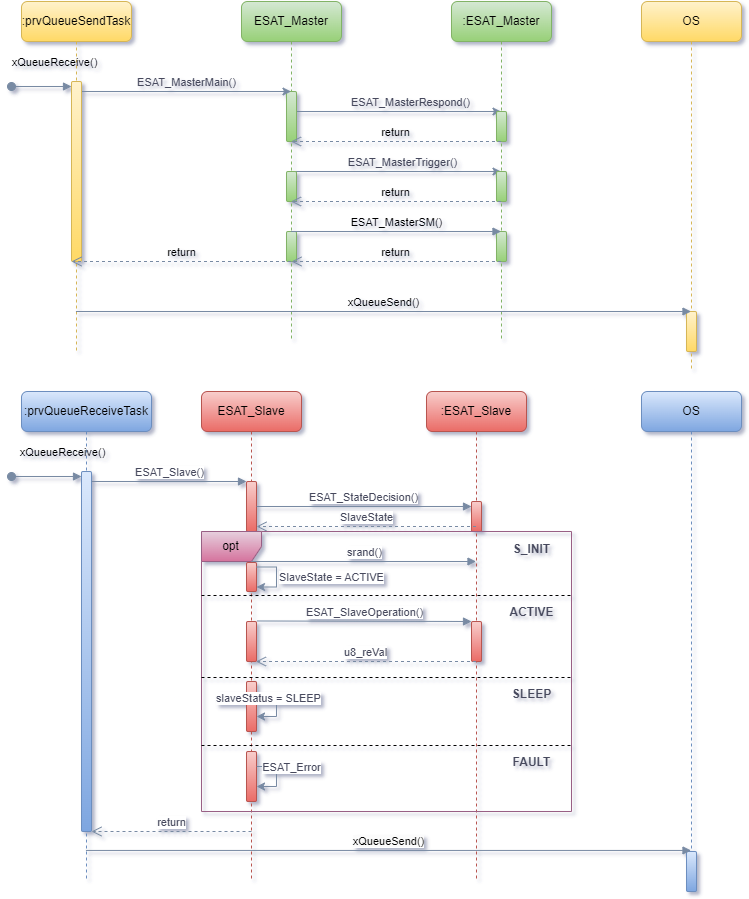 :prvQueueSendTask
ESAT_Master
:ESAT_Master
OS
xQueueReceive()
ESAT_MasterMain()
ESAT_MasterRespond()
return
ESAT_MasterTrigger()
return
ESAT_MasterSM()
return
return
xQueueSend()
:prvQueueReceiveTask
ESAT_Slave
:ESAT_Slave
OS
xQueueReceive()
ESAT_Slave()
ESAT_StateDecision()
SlaveState
opt
srand()
S_INIT
SlaveState = ACTIVE
ESAT_SlaveOperation()
ACTIVE
u8_reVal
slaveStatus = SLEEP
SLEEP
ESAT_Error
FAULT
return
xQueueSend()